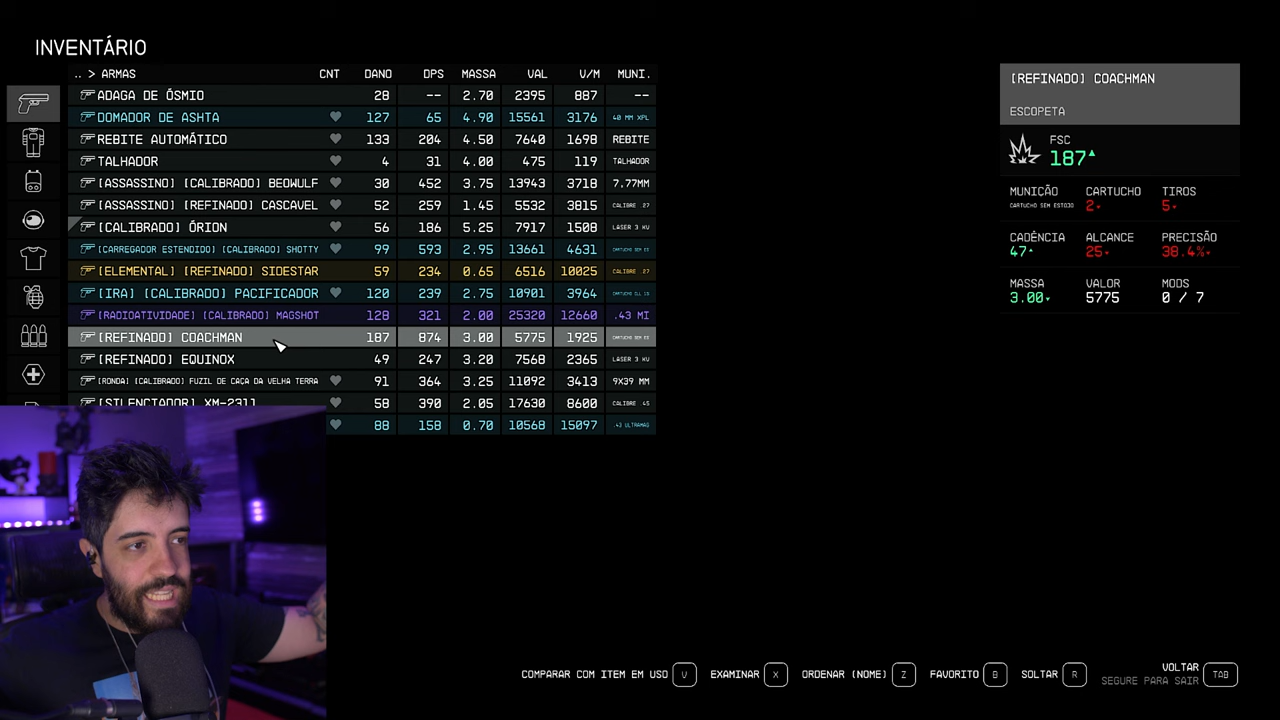 INVENTÁRIO
.. > ARMAS CNT DANO DPS MASSA VAL V/M MUNI.
ADAGA DE ÓSMIO 28 -- 2.70 2395 887 --
DOMADOR DE ASHTA 127 65 4.90 15561 3176 40 MM XPL
REBITE AUTOMÁTICO 133 204 4.50 7640 1698 REBITE
TALHADOR 4 31 4.00 475 119 TALHADOR
[ASSASSINO] [CALIBRADO] BEOWULF 30 452 3.75 13943 3718 7.77MM
[ASSASSINO] [REFINADO] CASCAVEL 52 259 1.45 5532 3815 CALIBRE .27
[CALIBRADO] ÓRION 56 186 5.25 7917 1508 LASER 3 KV
[CARREGADOR ESTENDIDO] [CALIBRADO] SHOTTY 99 593 2.95 13661 4631
[ELEMENTAL] [REFINADO] SIDESTAR 59 234 0.65 6516 10025 CALIBRE .27
[IRA] [CALIBRADO] PACIFICADOR 120 239 2.75 10901 3964
[RADIOATIVIDADE] [CALIBRADO] MAGSHOT 128 321 2.00 25320 12660 .43 MI
[REFINADO] COACHMAN 187 874 3.00 5775 1925
[REFINADO] EQUINOX 49 247 3.20 7568 2365 LASER 3 KV
[RONDA] [CALIBRADO] FUZIL DE CAÇA DA VELHA TERRA 91 364 3.25 11092 3413 9X39 MM
[SILENCIADOR] XM-2311 58 390 2.05 17630 8600 CALIBRE .45
88 158 0.70 10568 15097 .43 ULTRAMAG
[REFINADO] COACHMAN
ESCOPETA
FSC
187
MUNIÇÃO CARTUCHO TIROS
CARTUCHO SEM ESTOJO 2 5
CADÊNCIA ALCANCE PRECISÃO
47 25 38.4%
MASSA VALOR MODS
3.00 5775 0 / 7
COMPARAR COM ITEM EM USO V EXAMINAR X ORDENAR (NOME) Z FAVORITO B SOLTAR R VOLTAR TAB
SEGURE PARA SAIR